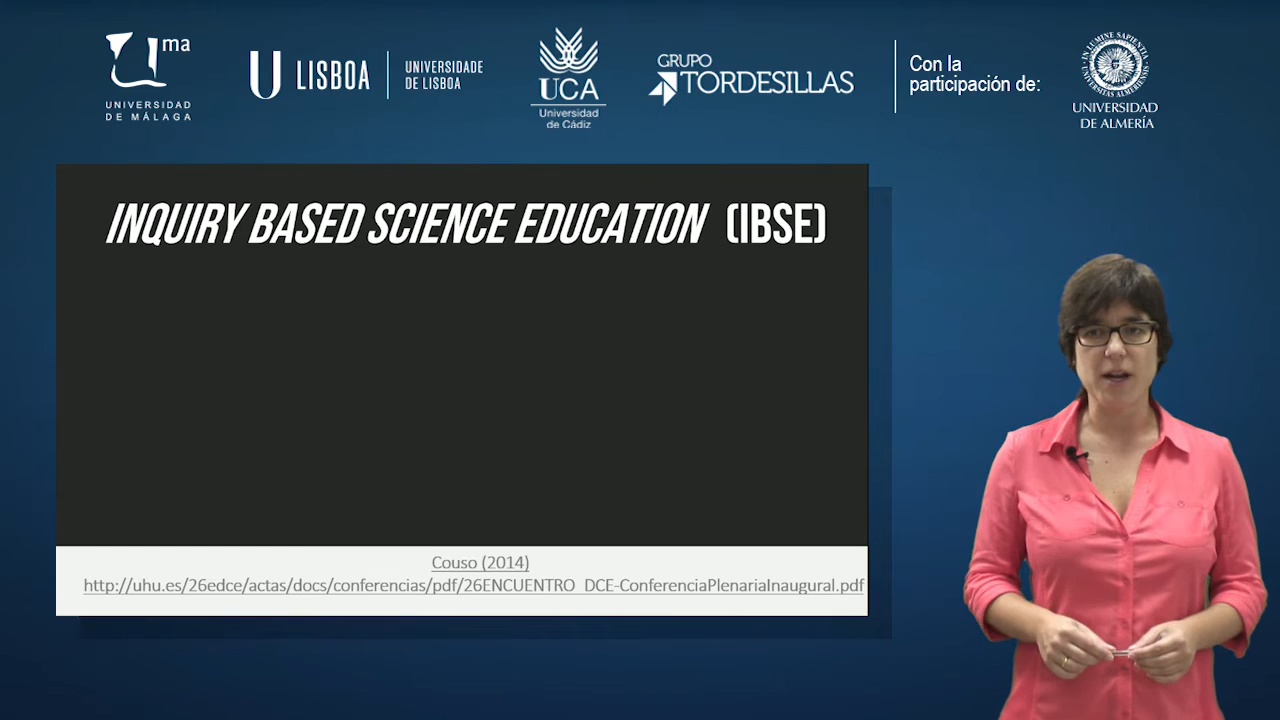 uma
UNIVERSIDAD
DE MÁLAGA
U LISBOA
UNIVERSIDADE
DE LISBOA
UCA
Universidad
de Cádiz
GRUPO
TORDESILLAS
Con la
participación de:
UNIVERSIDAD
DE ALMERÍA
INQUIRY BASED SCIENCE EDUCATION (IBSE)
Couso (2014)
http://uhu.es/26edce/actas/docs/conferencias/pdf/26ENCUENTRO_DCE-ConferenciaPlenariaInaugural.pdf